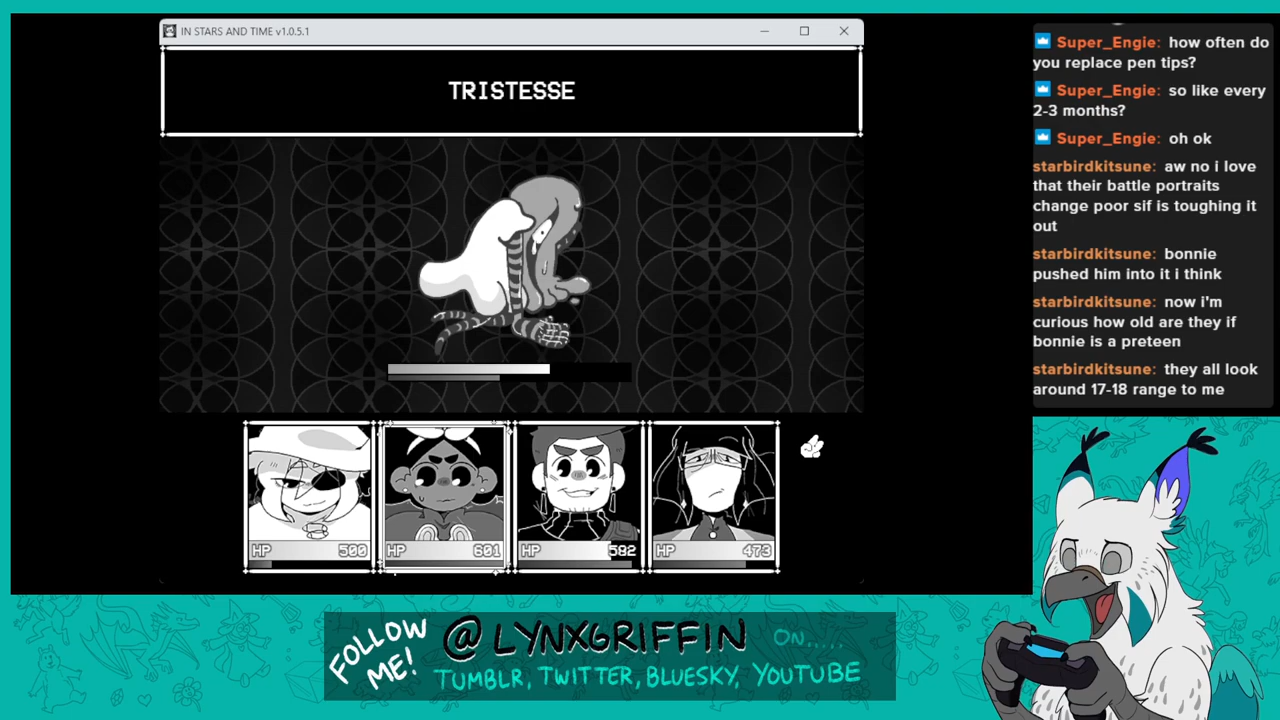 IN STARS AND TIME v1.0.5.1
TRISTESSE
HP 500
HP 601
HP 582
HP 473
Super_Engie: how often do
you replace pen tips?
Super_Engie: so like every
2-3 months?
Super_Engie: oh ok
starbirdkitsune: aw no i love
that their battle portraits
change poor sif is toughing it
out
starbirdkitsune: bonnie
pushed him into it i think
starbirdkitsune: now i'm
curious how old are they if
bonnie is a preteen
starbirdkitsune: they all look
around 17-18 range to me
FOLLOW
ME!
@LYNXGRIFFIN ON.....
TUMBLR, TWITTER, BLUESKY, YOUTUBE